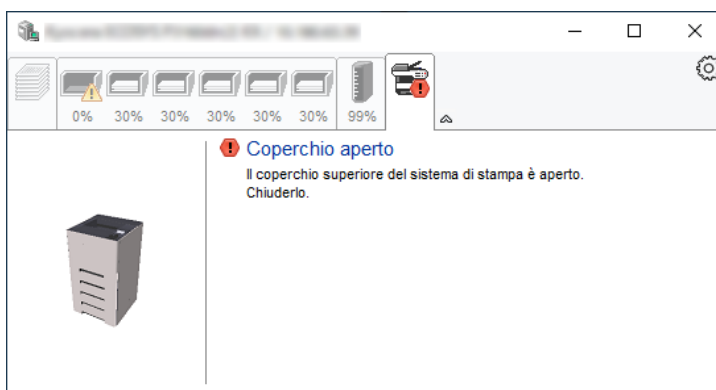 0% 30% 30% 30% 30% 30% 99%
Coperchio aperto
Il coperchio superiore del sistema di stampa è aperto.
Chiuderlo.